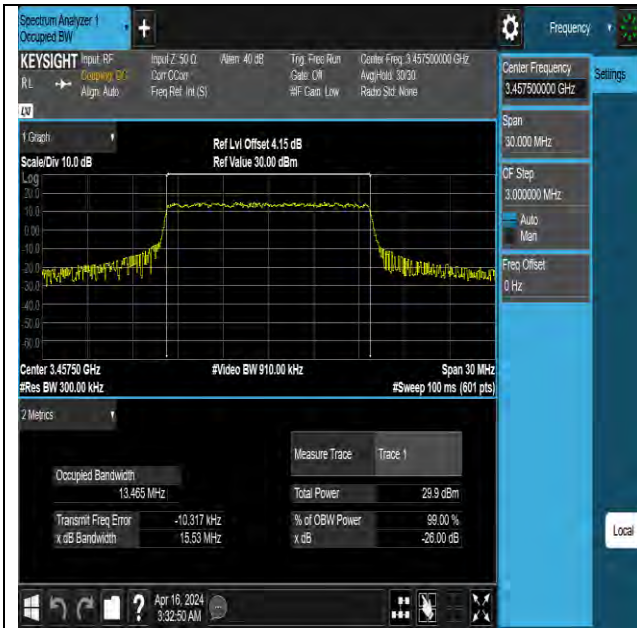 Spectrum Analyzer 1
Occupied BW
+
Frequency
KEYSIGHT
Input: RF
Coupling: DC
Align: Auto
Input Z: 50 Ω
Corr CCorr
Freq Ref: Int (S)
Atten: 40 dB
Trig: Free Run
Gate: Off
#IF Gain: Low
Center Freq: 3.457500000 GHz
Avg|Hold: 30/30
Radio Std: None
RL
Center Frequency
3.457500000 GHz
Settings
Span
30.000 MHz
CF Step
3.000000 MHz
Auto
Man
Freq Offset
0 Hz
Local
1 Graph
Scale/Div 10.0 dB
Ref Lvl Offset 4.15 dB
Ref Value 30.00 dBm
Log
20.0
10.0
0.00
-10.0
-20.0
-30.0
-40.0
-50.0
-60.0
Center 3.45750 GHz
#Video BW 910.00 kHz
Span 30 MHz
#Res BW 300.00 kHz
#Sweep 100 ms (601 pts)
2 Metrics
Measure Trace
Trace 1
Occupied Bandwidth
13.465 MHz
Total Power
29.9 dBm
Transmit Freq Error
-10.317 kHz
% of OBW Power
99.00 %
x dB Bandwidth
15.53 MHz
x dB
-26.00 dB
?
Apr 16, 2024
3:32:50 AM